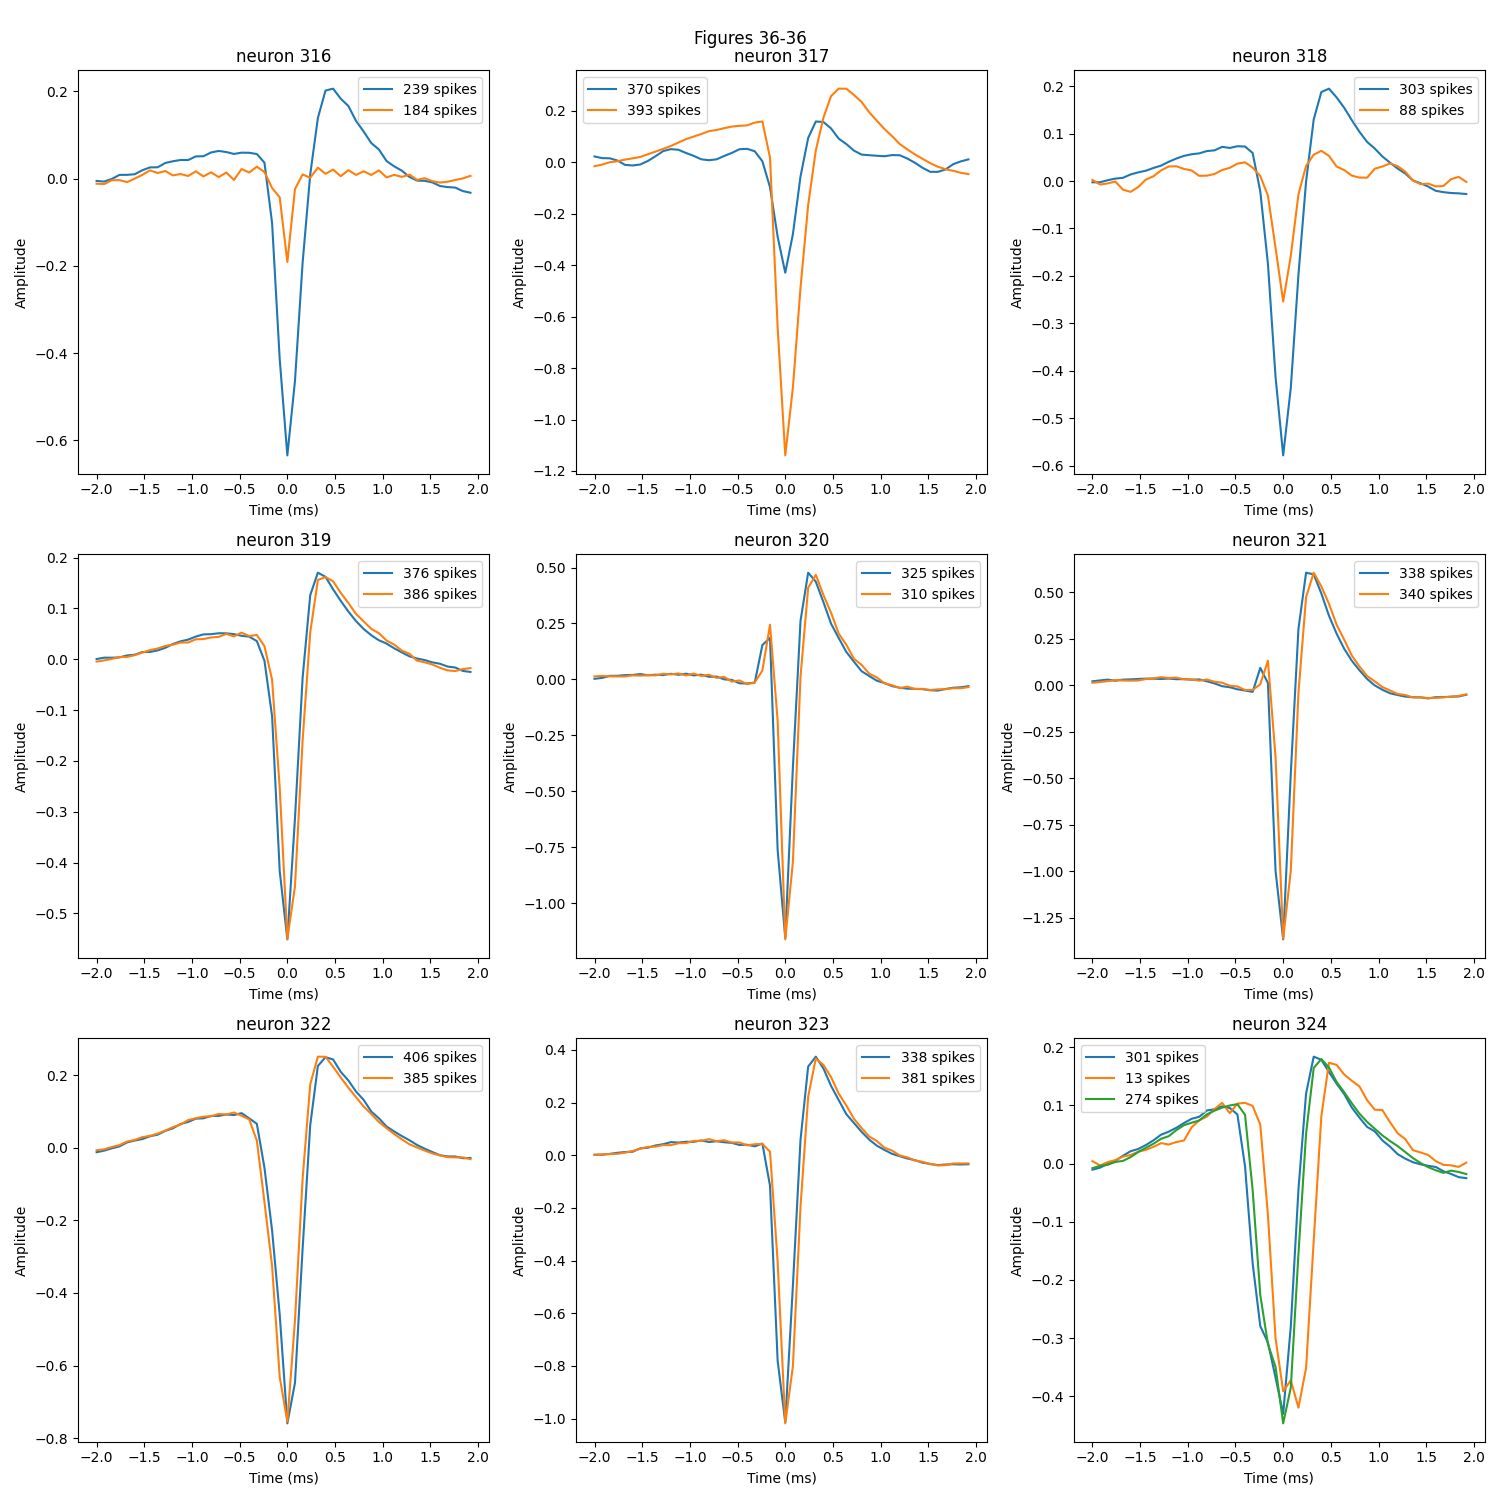 Figures 36-36
neuron 316
239 spikes
184 spikes
0.2
0.0
−0.2
−0.4
−0.6
Amplitude
−2.0 −1.5 −1.0 −0.5 0.0 0.5 1.0 1.5 2.0
Time (ms)
neuron 317
370 spikes
393 spikes
0.2
0.0
−0.2
−0.4
−0.6
−0.8
−1.0
−1.2
Amplitude
−2.0 −1.5 −1.0 −0.5 0.0 0.5 1.0 1.5 2.0
Time (ms)
neuron 318
303 spikes
88 spikes
0.2
0.1
0.0
−0.1
−0.2
−0.3
−0.4
−0.5
−0.6
Amplitude
−2.0 −1.5 −1.0 −0.5 0.0 0.5 1.0 1.5 2.0
Time (ms)
neuron 319
376 spikes
386 spikes
0.2
0.1
0.0
−0.1
−0.2
−0.3
−0.4
−0.5
Amplitude
−2.0 −1.5 −1.0 −0.5 0.0 0.5 1.0 1.5 2.0
Time (ms)
neuron 320
325 spikes
310 spikes
0.50
0.25
0.00
−0.25
−0.50
−0.75
−1.00
Amplitude
−2.0 −1.5 −1.0 −0.5 0.0 0.5 1.0 1.5 2.0
Time (ms)
neuron 321
338 spikes
340 spikes
0.50
0.25
0.00
−0.25
−0.50
−0.75
−1.00
−1.25
Amplitude
−2.0 −1.5 −1.0 −0.5 0.0 0.5 1.0 1.5 2.0
Time (ms)
neuron 322
406 spikes
385 spikes
0.2
0.0
−0.2
−0.4
−0.6
−0.8
Amplitude
−2.0 −1.5 −1.0 −0.5 0.0 0.5 1.0 1.5 2.0
Time (ms)
neuron 323
338 spikes
381 spikes
0.4
0.2
0.0
−0.2
−0.4
−0.6
−0.8
−1.0
Amplitude
−2.0 −1.5 −1.0 −0.5 0.0 0.5 1.0 1.5 2.0
Time (ms)
neuron 324
301 spikes
13 spikes
274 spikes
0.2
0.1
0.0
−0.1
−0.2
−0.3
−0.4
Amplitude
−2.0 −1.5 −1.0 −0.5 0.0 0.5 1.0 1.5 2.0
Time (ms)